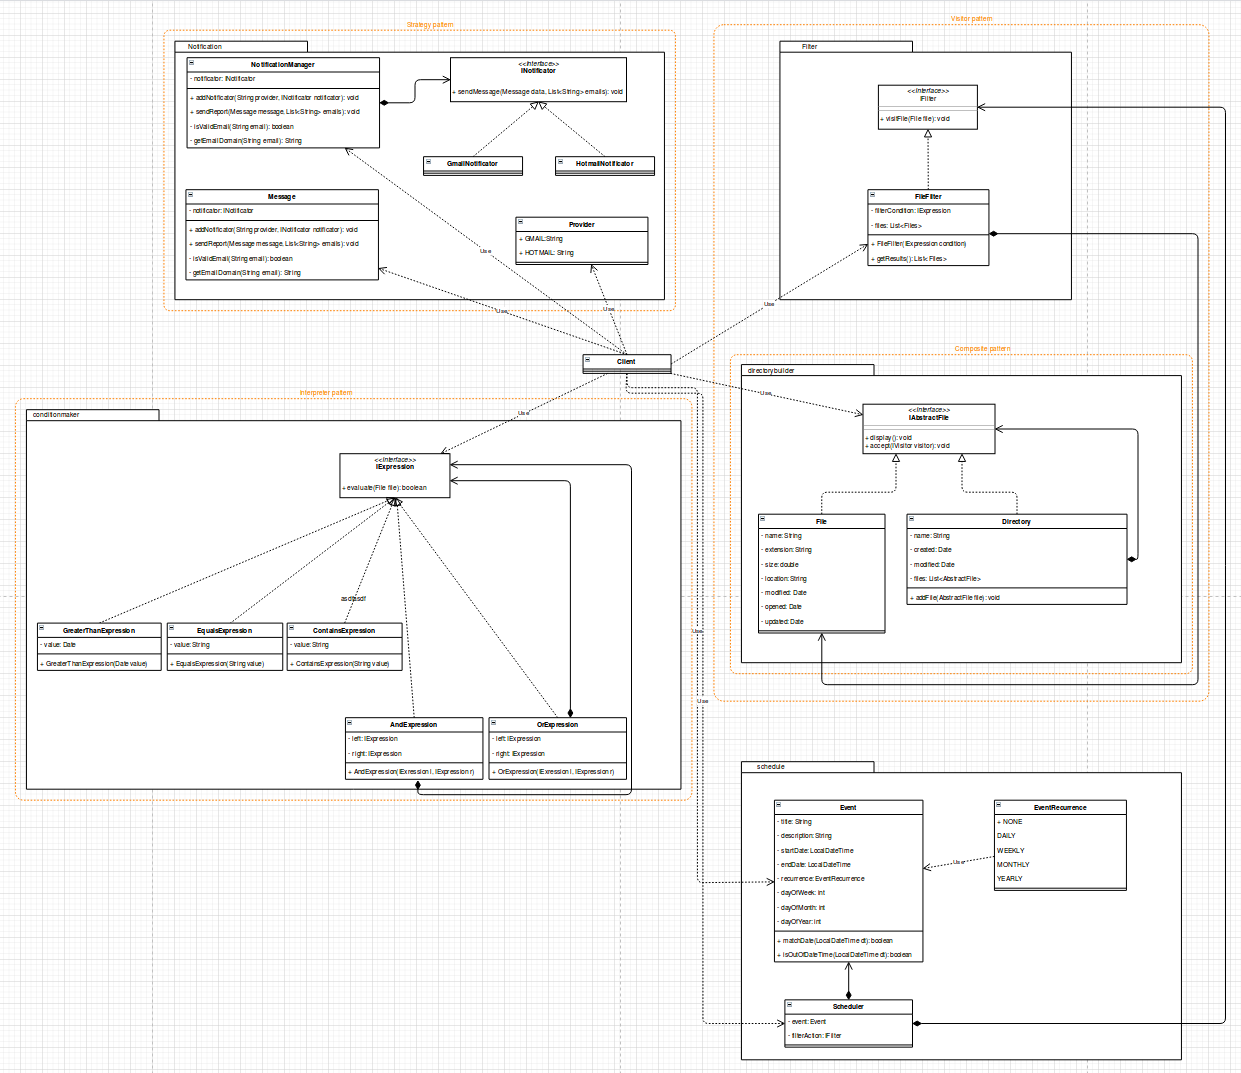 Strategy pattern
Notification
NotificationManager
- notificator: INotificator
+ addNotificator(String provider, INotificator notificator): void
+ sendReport(Message message, List<String> emails): void
- isValidEmail(String email): boolean
- getEmailDomain(String email): String
<<interface>>
INotificator
+ sendMessage(Message data, List<String> emails): void
GmailNotificator
HotmailNotificator
Message
- notificator: INotificator
+ addNotificator(String provider, INotificator notificator): void
+ sendReport(Message message, List<String> emails): void
- isValidEmail(String email): boolean
- getEmailDomain(String email): String
Provider
+ GMAIL:String
+ HOTMAIL: String
Use
Use
Use
Client
Visitor pattern
Filter
<<interface>>
IFilter
+ visitFile(File file): void
FileFilter
- filterCondition: IExpression
- files: List<Files>
+ FileFilter(IExpression condition)
+ getResults(): List<Files>
Use
Composite pattern
directorybuilder
Use
<<interface>>
IAbstractFile
+ display(): void
+ accept(IVisitor visitor): void
File
- name: String
- extension: String
- size: double
- location: String
- modified: Date
- opened: Date
- updated: Date
Directory
- name: String
- created: Date
- modified: Date
- files: List<AbstractFile>
+ addFile(AbstractFile file): void
Interpreter pattern
conditionmaker
Use
<<interface>>
IExpression
+ evaluate(File file): boolean
asdfasdf
GreaterThanExpression
- value: Date
+ GreaterThanExpression(Date value)
EqualsExpression
- value: String
+ EqualsExpression(String value)
ContainsExpression
- value: String
+ ContainsExpression(String value)
AndExpression
- left: IExpression
- right: IExpression
+ AndExpression(IExression l, IExpression r)
OrExpression
- left: IExpression
- right: IExpression
+ OrExpression(IExression l, IExpression r)
Use
Use
schedule
Event
- title: String
- description: String
- startDate: LocalDateTime
- endDate: LocalDateTime
- recurrence: EventRecurrence
- dayOfWeek: int
- dayOfMonth: int
- dayOfYear: int
+ matchDate(LocalDateTime dt): boolean
+ isOutOfDateTime(LocalDateTime dt): boolean
EventRecurrence
+ NONE
DAILY
WEEKLY
MONTHLY
YEARLY
Use
Scheduler
- event: Event
- filterAction: IFilter